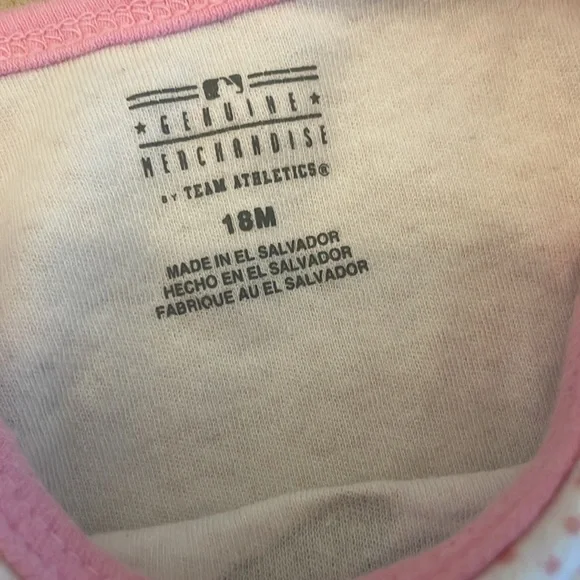 ★ GENUINE ★
MERCHANDISE
BY TEAM ATHLETICS®
18M
MADE IN EL SALVADOR
HECHO EN EL SALVADOR
FABRIQUE AU EL SALVADOR